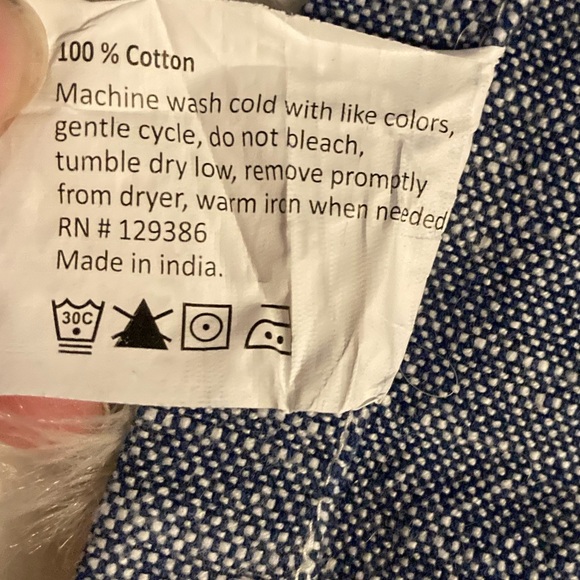 100 % Cotton
Machine wash cold with like colors,
gentle cycle, do not bleach,
tumble dry low, remove promptly
from dryer, warm iron when needed
RN # 129386
Made in india.
30C